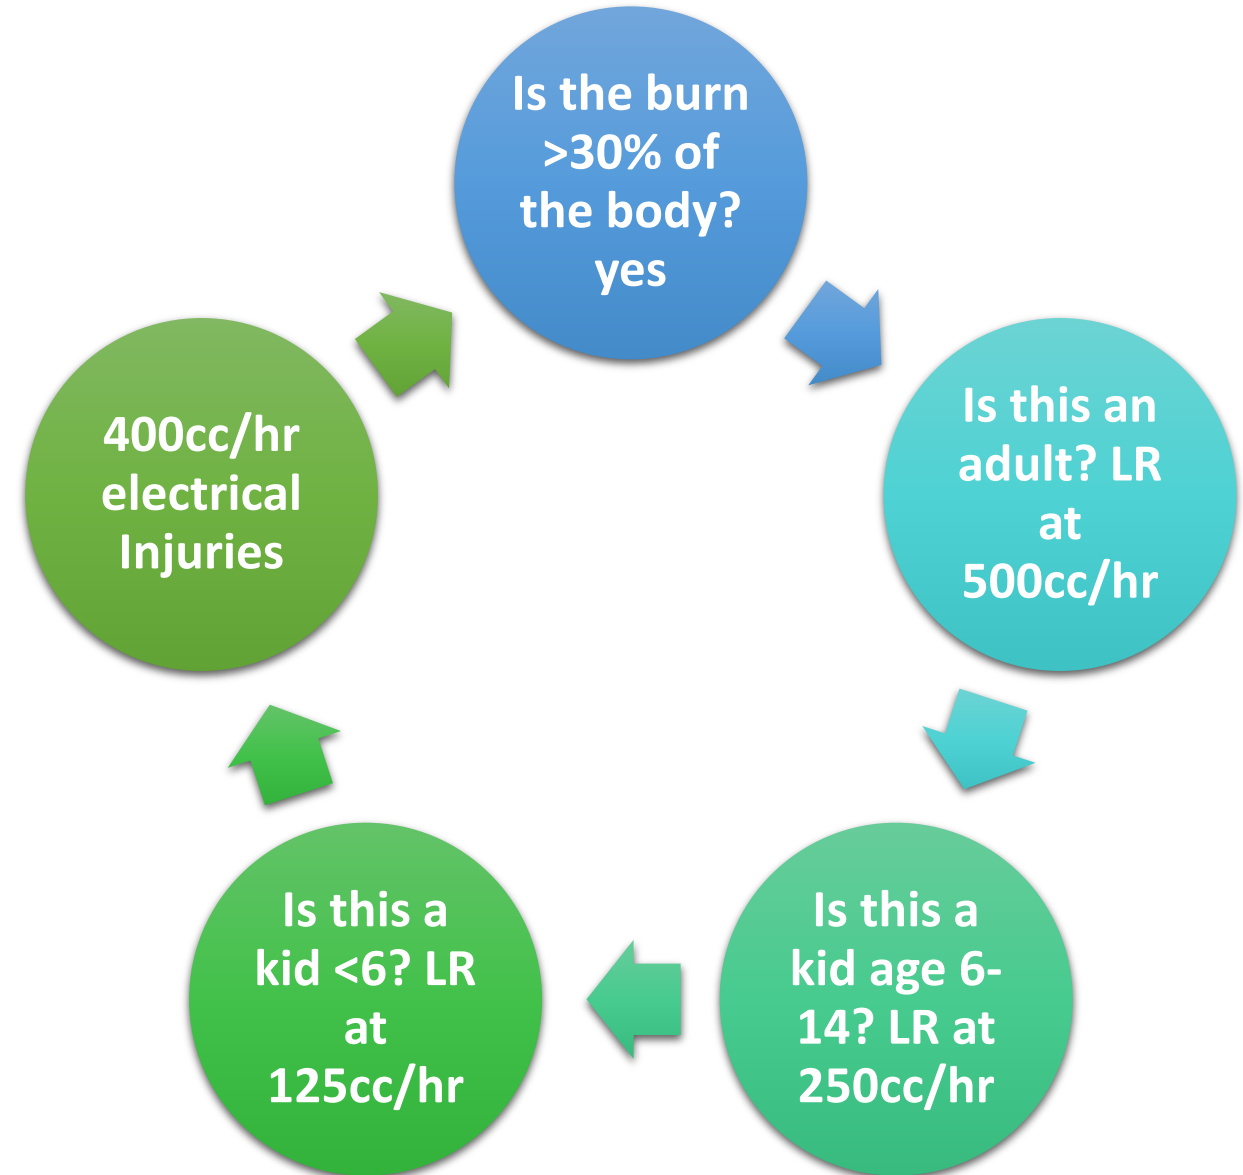 Is the burn
>30% of
the body?
yes
Is this an
adult? LR
at
500cc/hr
Is this a
kid age 6-
14? LR at
250cc/hr
Is this a
kid <6? LR
at
125cc/hr
400cc/hr
electrical
Injuries